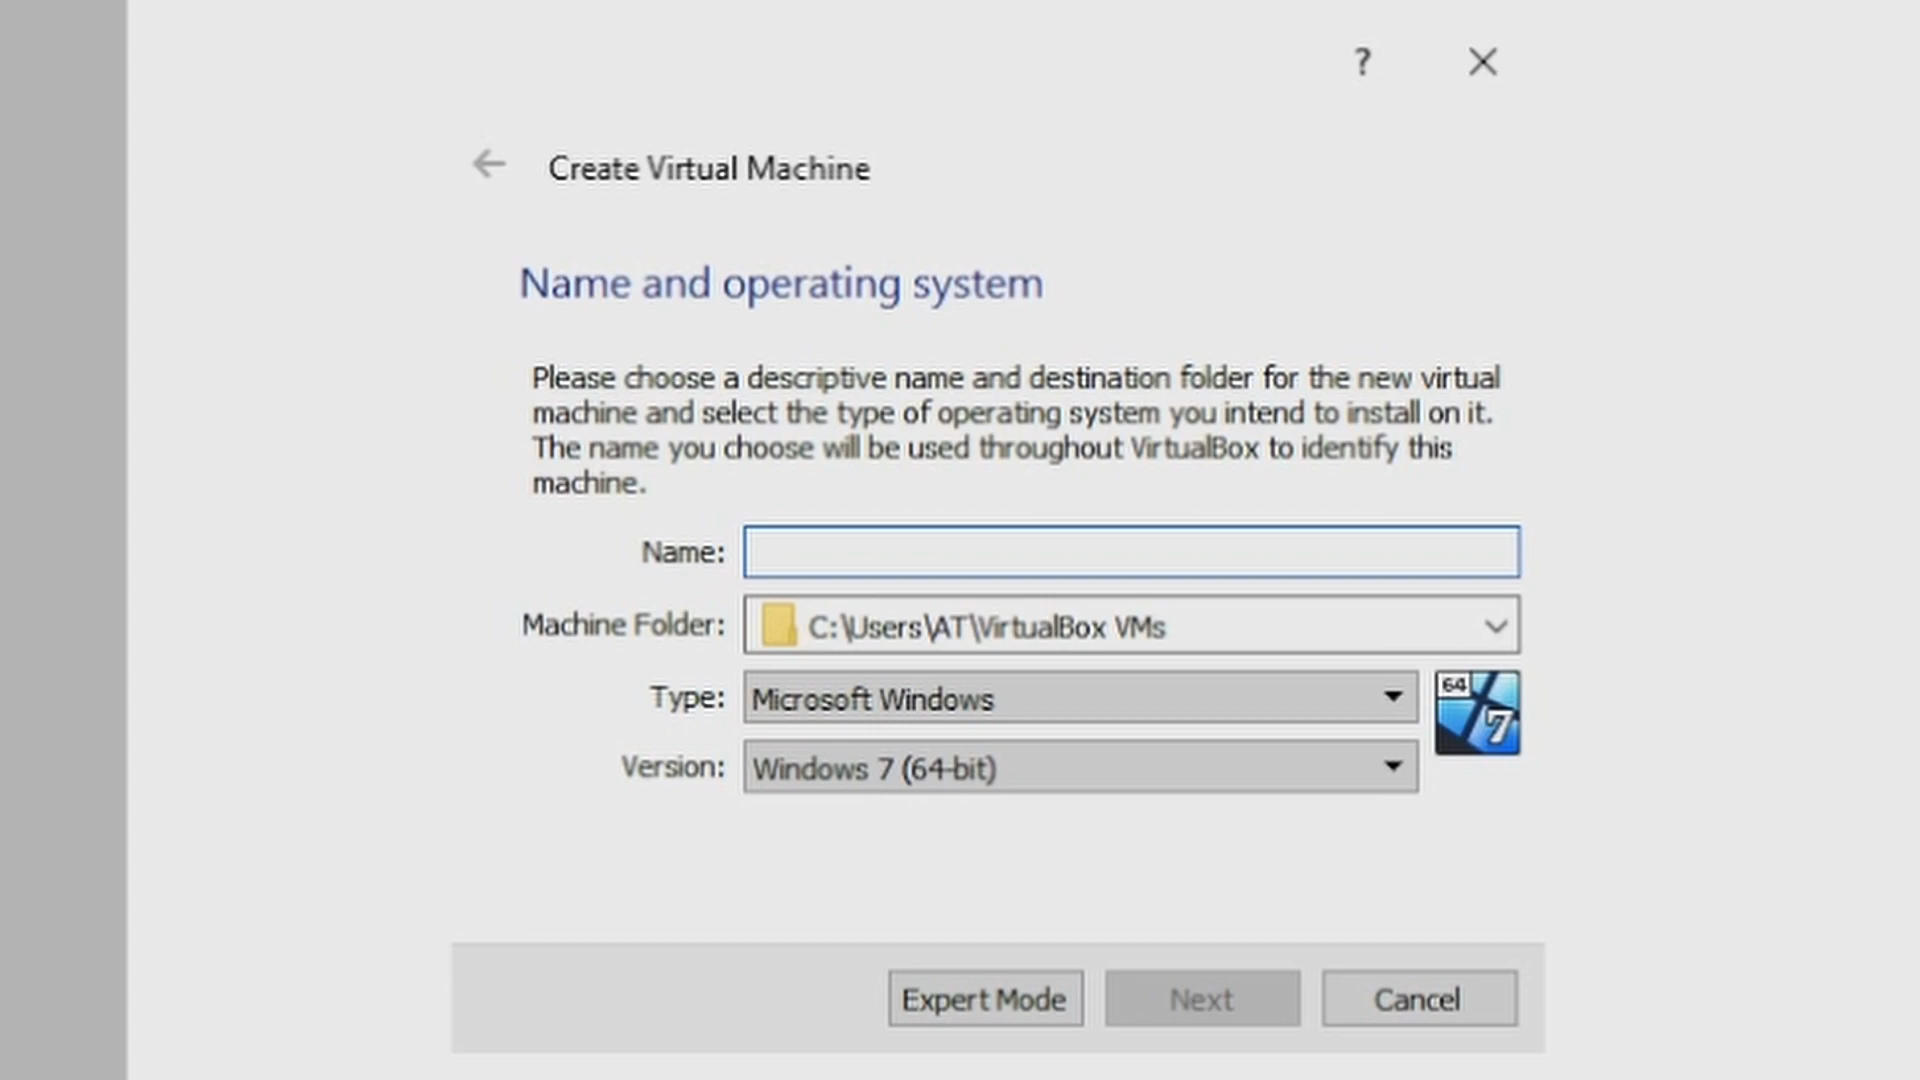 ?
Create Virtual Machine
Name and operating system
Please choose a descriptive name and destination folder for the new virtual
machine and select the type of operating system you intend to install on it.
The name you choose will be used throughout VirtualBox to identify this
machine.
Name:
Machine Folder: C:\Users\AT\VirtualBox VMs
Type: Microsoft Windows
64
7
Version: Windows 7 (64-bit)
Expert Mode Next Cancel